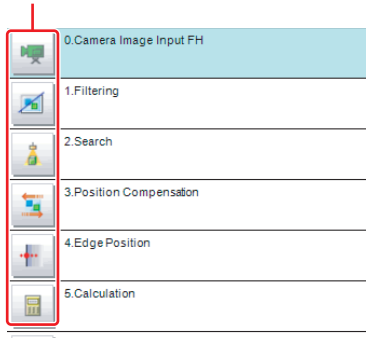 0.Camera Image Input FH
1.Filtering
2.Search
3.Position Compensation
4.Edge Position
5.Calculation